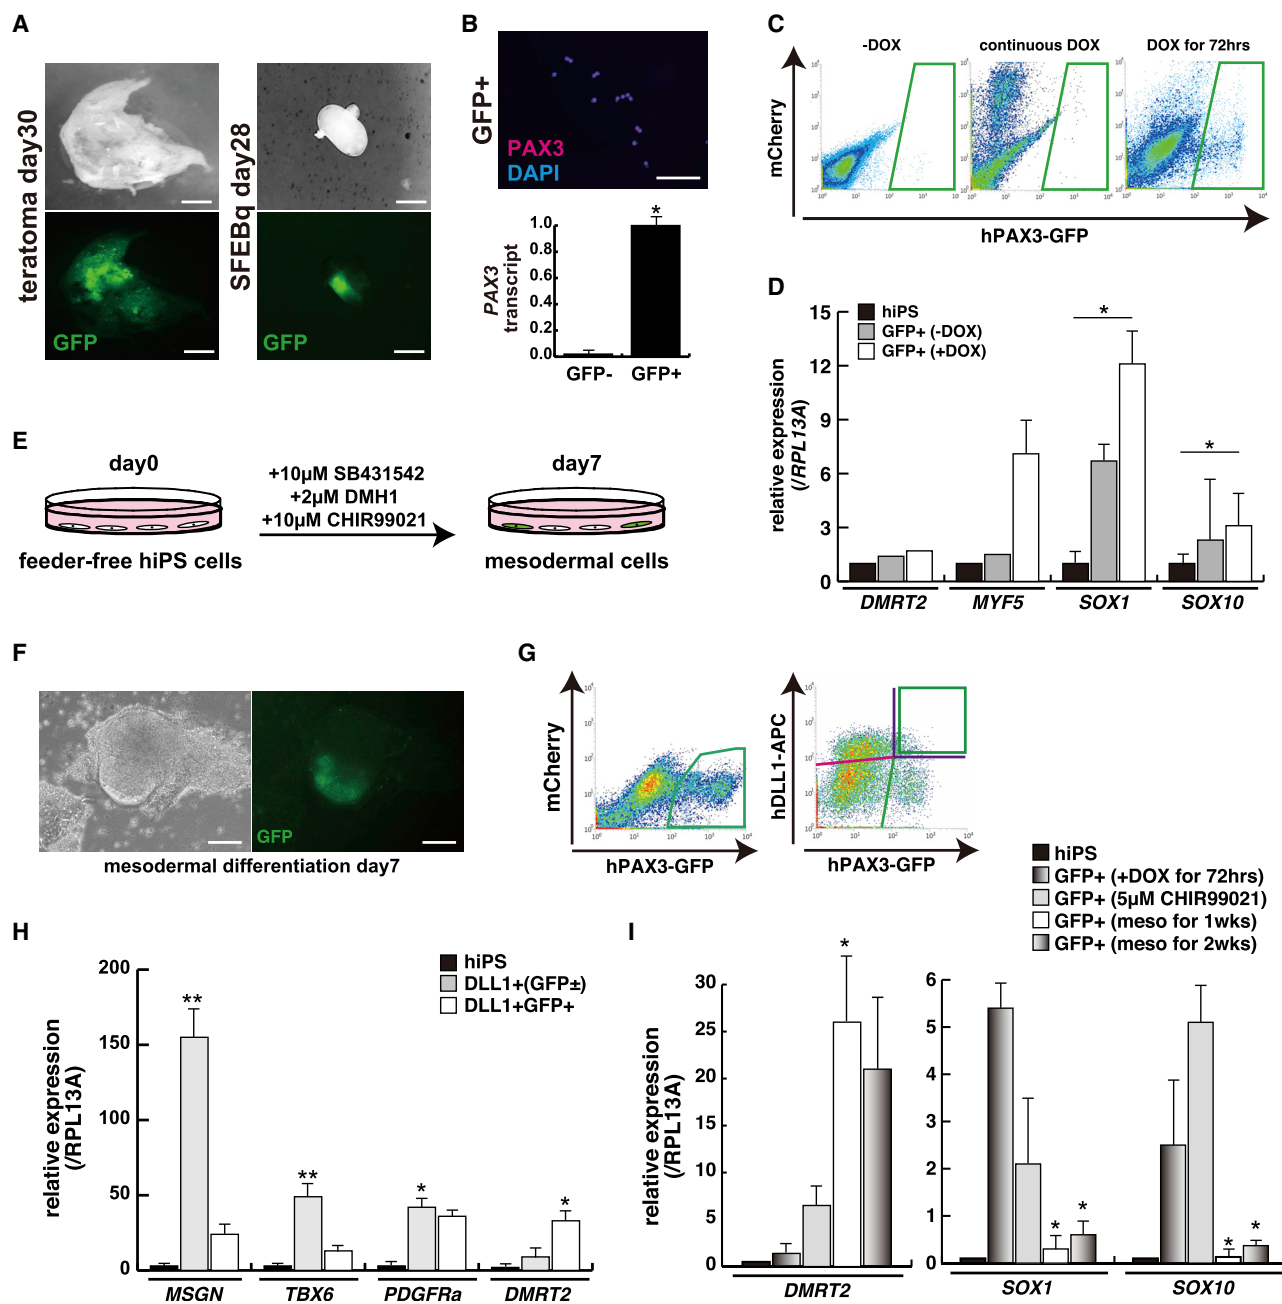 A
teratoma day30
SFEBq day28
GFP
GFP
B
GFP+
PAX3
DAPI
PAX3
transcript
1.0
0.8
0.6
0.4
0.2
0.0
*
GFP-
GFP+
C
-DOX
continuous DOX
DOX for 72hrs
mCherry
hPAX3-GFP
D
relative expression
(/RPL13A)
15
12
9
6
3
0
hiPS
GFP+ (-DOX)
GFP+ (+DOX)
*
*
DMRT2
MYF5
SOX1
SOX10
E
day0
+10µM SB431542
+2µM DMH1
+10µM CHIR99021
day7
feeder-free hiPS cells
mesodermal cells
F
GFP
mesodermal differentiation day7
G
mCherry
hPAX3-GFP
hDLL1-APC
hPAX3-GFP
H
relative expression
(/RPL13A)
200
150
100
50
0
hiPS
DLL1+(GFP±)
DLL1+GFP+
**
**
*
*
MSGN
TBX6
PDGFRa
DMRT2
I
hiPS
GFP+ (+DOX for 72hrs)
GFP+ (5µM CHIR99021)
GFP+ (meso for 1wks)
GFP+ (meso for 2wks)
relative expression
(/RPL13A)
30
25
20
15
10
5
0
*
DMRT2
6
5
4
3
2
1
0
*
*
*
*
SOX1
SOX10